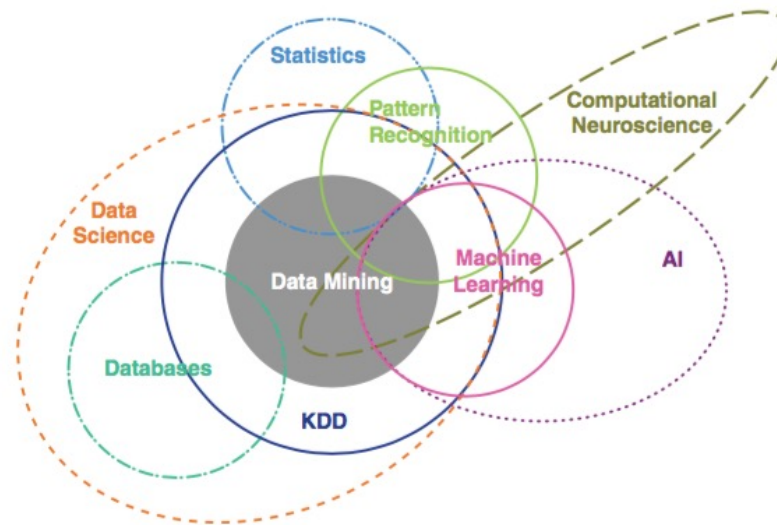 Statistics
Pattern
Recognition
Computational
Neuroscience
Data
Science
Machine
Learning
AI
Data Mining
Databases
KDD